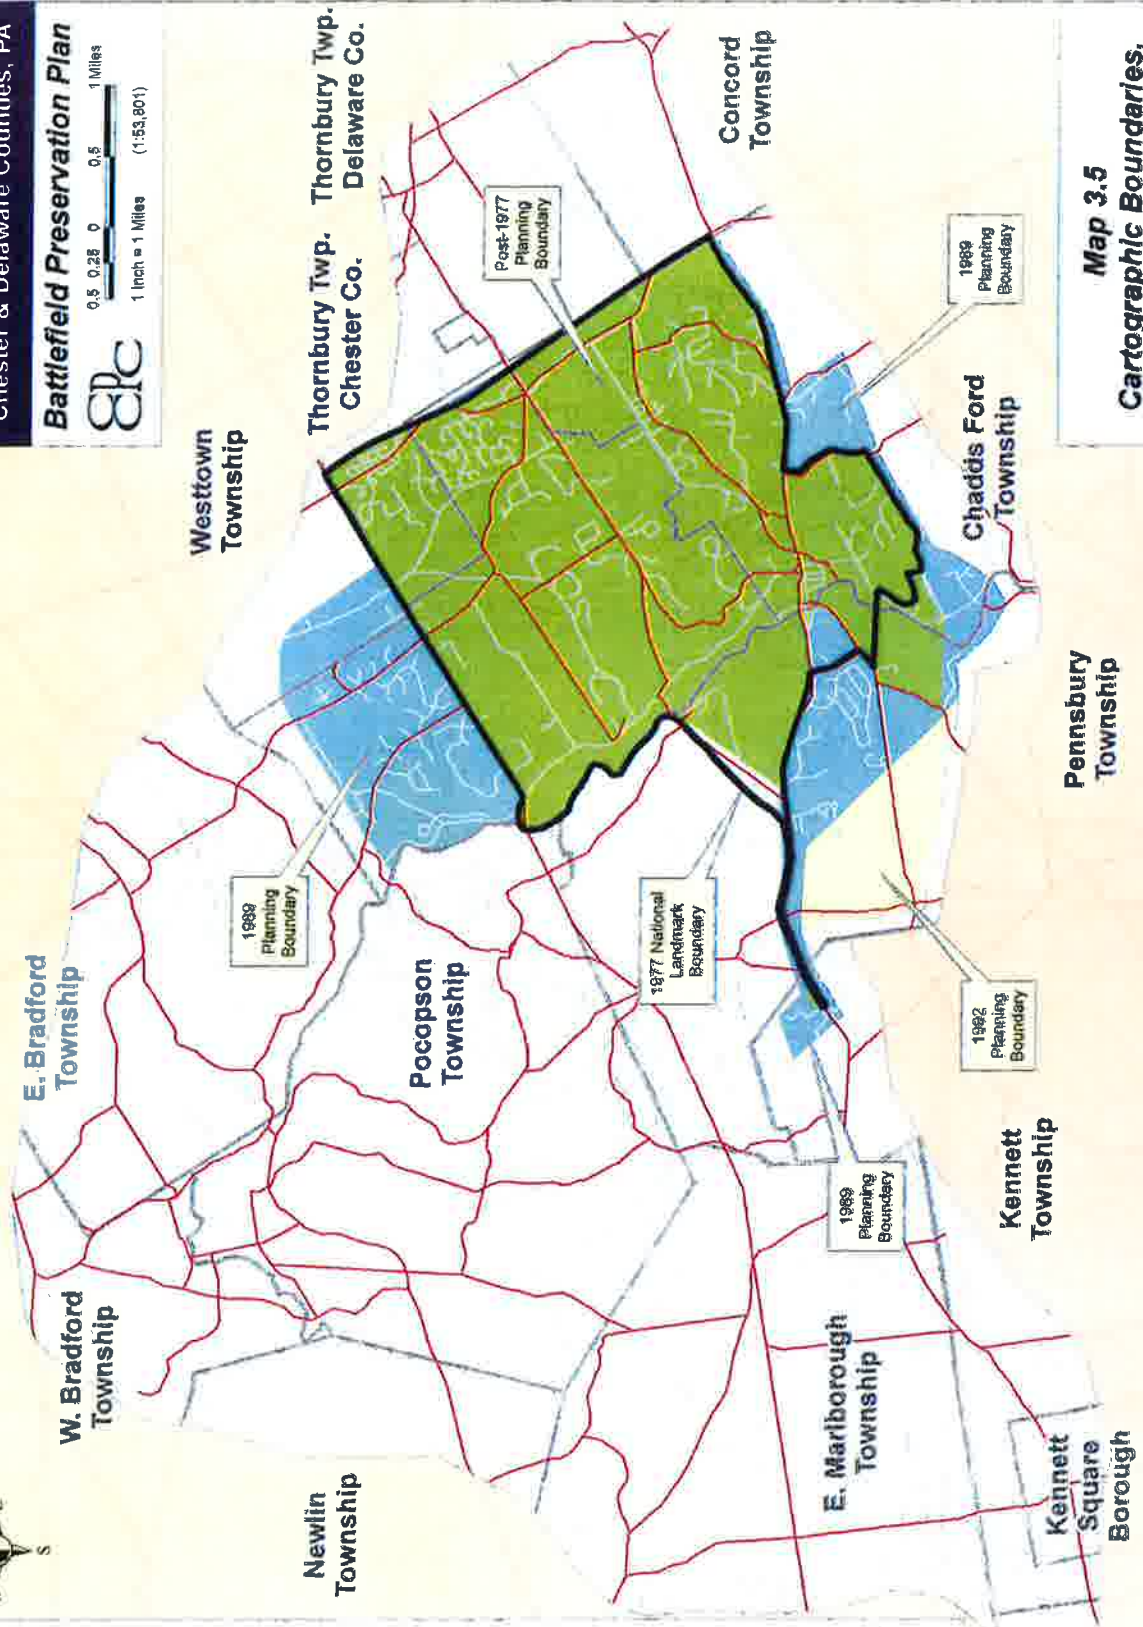 Chester & Delaware Counties, PA
Battlefield Preservation Plan
0.5 0.25 0 0.5 1 Miles
1 Inch = 1 Miles (1:53,801)
BPC
S
E. Bradford
Township
W. Bradford
Township
Newlin
Township
Westtown
Township
Thornbury Twp.
Chester Co.
Thornbury Twp.
Delaware Co.
Concord
Township
Post-1977
Planning
Boundary
1989
Planning
Boundary
Pocopson
Township
1977 National
Landmark
Boundary
1989
Planning
Boundary
Chadds Ford
Township
Pennsbury
Township
1992
Planning
Boundary
1989
Planning
Boundary
Kennett
Township
E. Marlborough
Township
Kennett
Square
Borough
Map 3.5
Cartographic Boundaries,